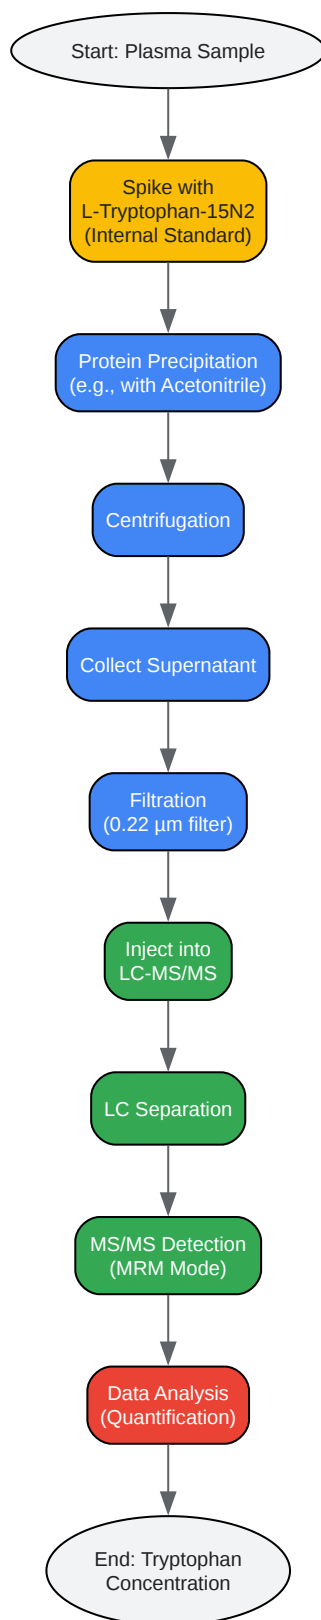 Start: Plasma Sample
Spike with
L-Tryptophan-15N2
(Internal Standard)
Protein Precipitation
(e.g., with Acetonitrile)
Centrifugation
Collect Supernatant
Filtration
(0.22 µm filter)
Inject into
LC-MS/MS
LC Separation
MS/MS Detection
(MRM Mode)
Data Analysis
(Quantification)
End: Tryptophan
Concentration